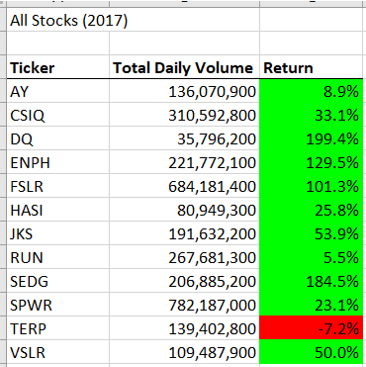 All Stocks (2017)
Ticker Total Daily Volume Return
AY 136,070,900 8.9%
CSIQ 310,592,800 33.1%
DQ 35,796,200 199.4%
ENPH 221,772,100 129.5%
FSLR 684,181,400 101.3%
HASI 80,949,300 25.8%
JKS 191,632,200 53.9%
RUN 267,681,300 5.5%
SEDG 206,885,200 184.5%
SPWR 782,187,000 23.1%
TERP 139,402,800 -7.2%
VSLR 109,487,900 50.0%